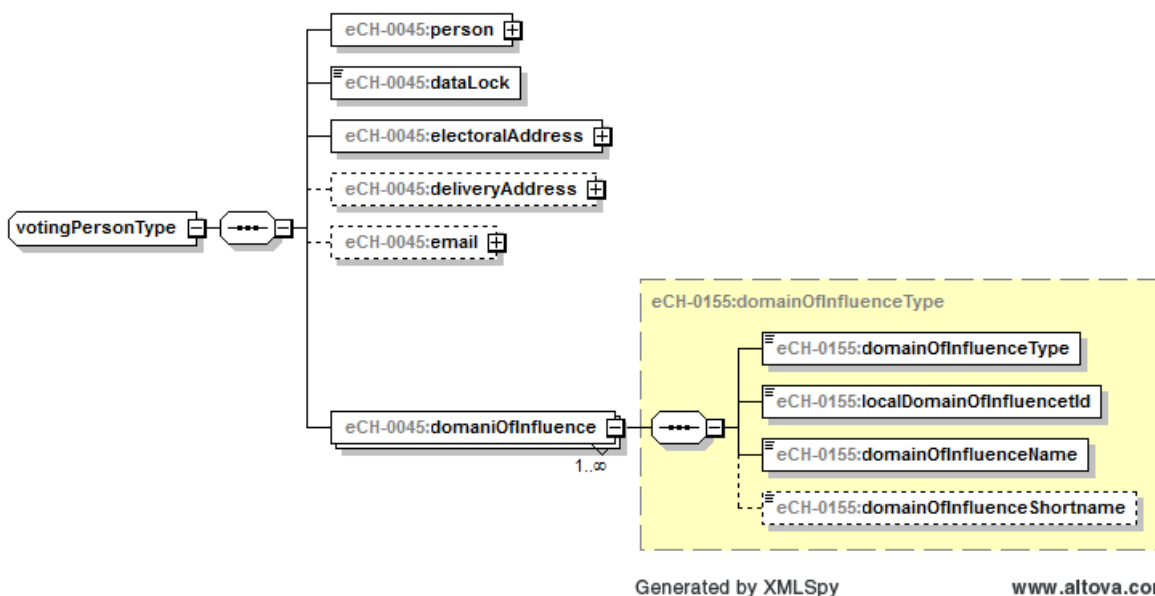 eCH-0045:person
eCH-0045:dataLock
eCH-0045:electoralAddress
eCH-0045:deliveryAddress
votingPersonType
eCH-0045:email
eCH-0155:domainOfInfluenceType
eCH-0155:domainOfInfluenceType
eCH-0155:localDomainOfInfluencetId
eCH-0045:domaniOfInfluence
1..∞
eCH-0155:domainOfInfluenceName
eCH-0155:domainOfInfluenceShortname
Generated by XMLSpy
www.altova.com